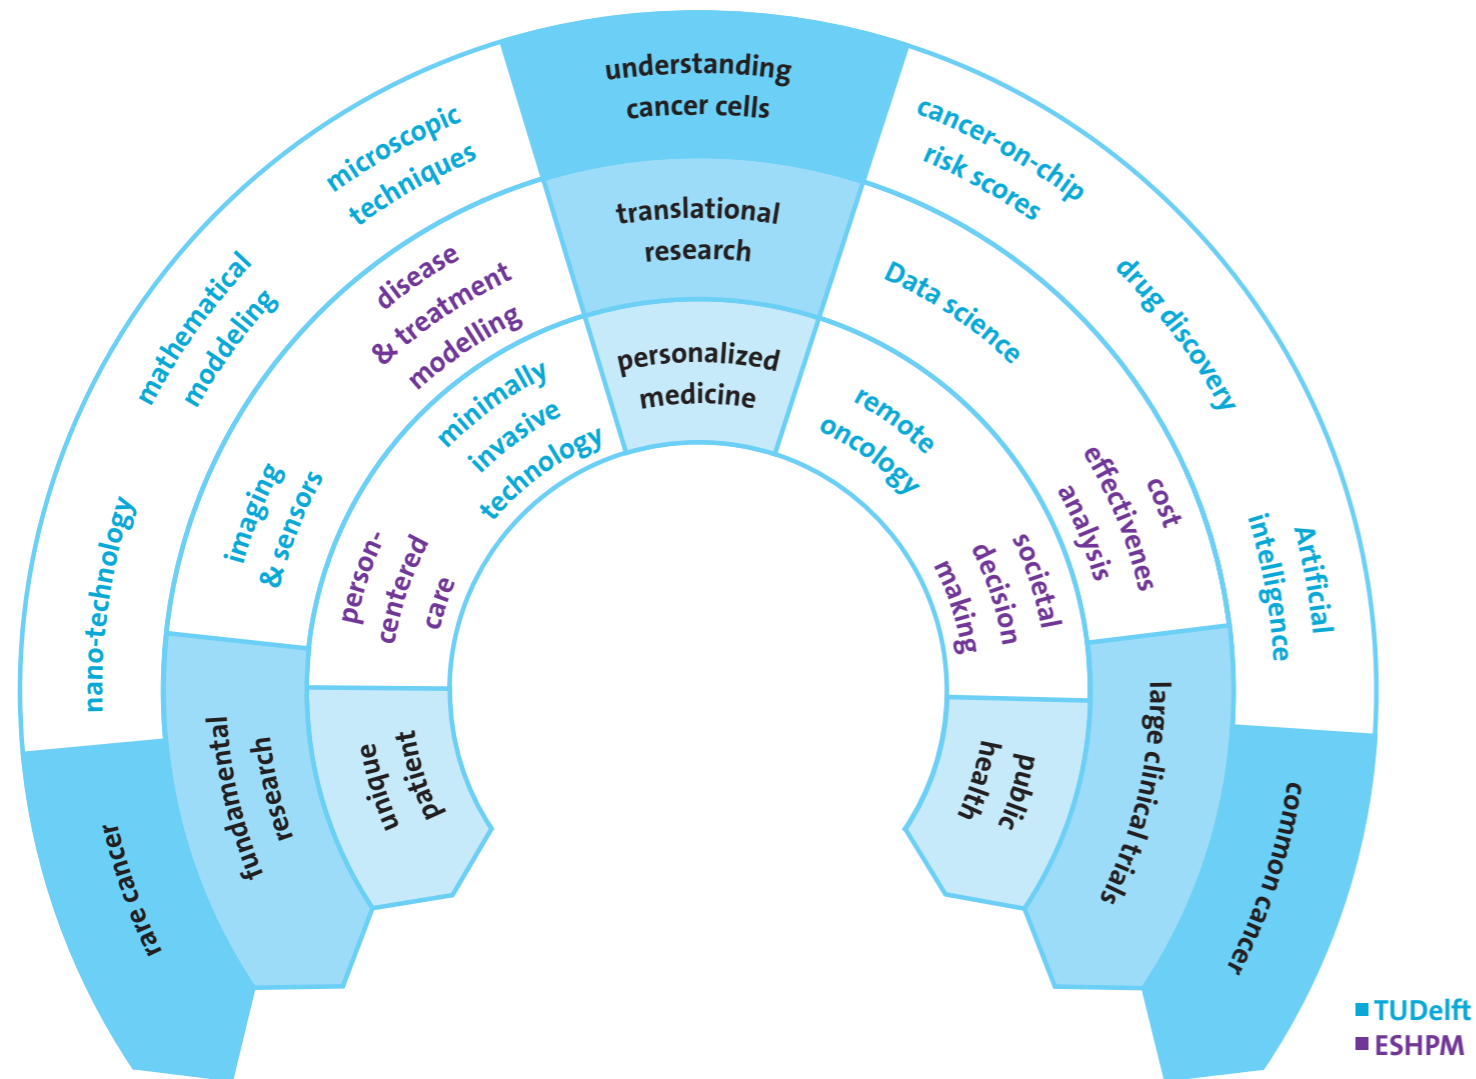 understanding
cancer cells
translational
research
personalized
medicine
microscopic
techniques
mathematical
moddeling
nano-technology
rare cancer
disease
& treatment
modelling
imaging
& sensors
fundamental
research
minimally
invasive
technology
person-
centered
care
unique
patient
cancer-on-chip
risk scores
drug discovery
Artificial
intelligence
common cancer
Data science
cost
effectivenes
analysis
large clinical trials
remote
oncology
societal
decision
making
public
health
TUDelft
ESHPM